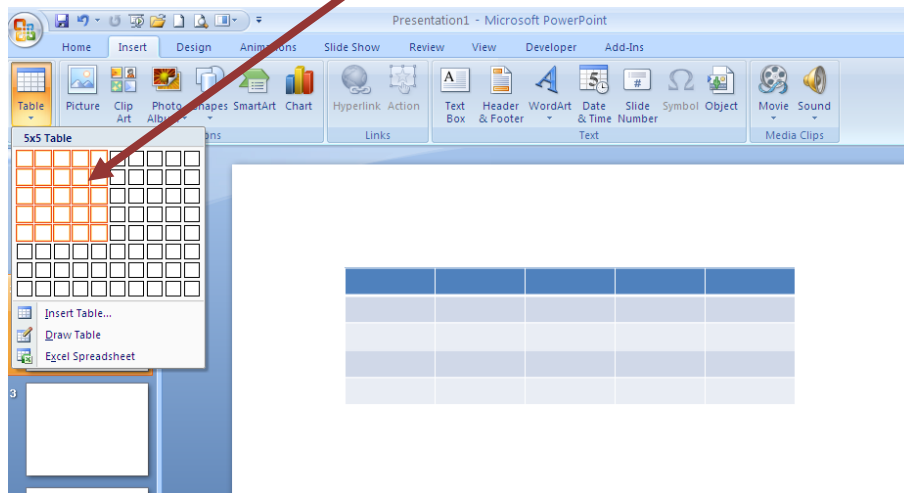 Presentation1 - Microsoft PowerPoint
Home Insert Design Animations Slide Show Review View Developer Add-Ins
Table Picture Clip Art Photo Album Shapes SmartArt Chart Hyperlink Action Text Box Header & Footer WordArt Date & Time Slide Number Symbol Object Movie Sound
Links Text Media Clips
5x5 Table
Insert Table...
Draw Table
Excel Spreadsheet
3